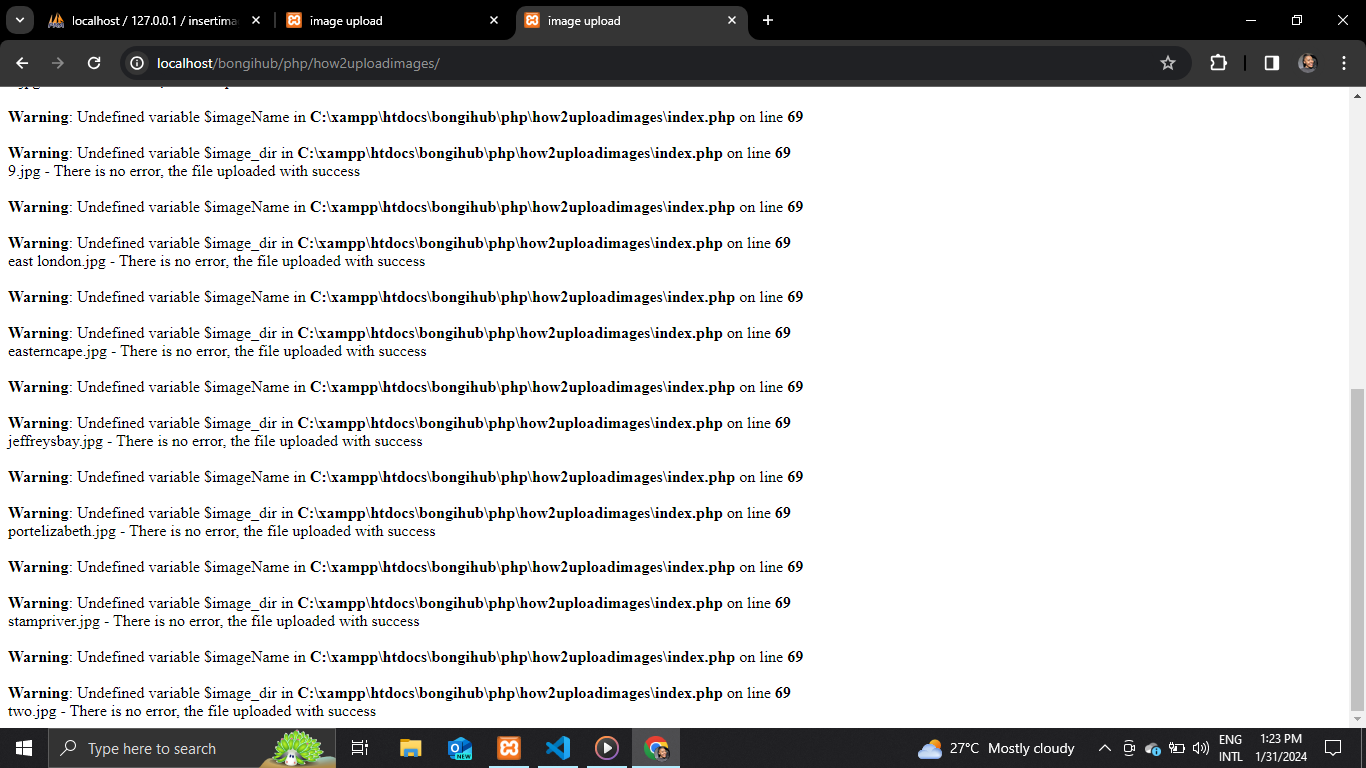 localhost / 127.0.0.1 / insertima
image upload
image upload
localhost/bongihub/php/how2uploadimages/
Warning: Undefined variable $imageName in C:\xampp\htdocs\bongihub\php\how2uploadimages\index.php on line 69
Warning: Undefined variable $image_dir in C:\xampp\htdocs\bongihub\php\how2uploadimages\index.php on line 69
9.jpg - There is no error, the file uploaded with success
Warning: Undefined variable $imageName in C:\xampp\htdocs\bongihub\php\how2uploadimages\index.php on line 69
Warning: Undefined variable $image_dir in C:\xampp\htdocs\bongihub\php\how2uploadimages\index.php on line 69
east london.jpg - There is no error, the file uploaded with success
Warning: Undefined variable $imageName in C:\xampp\htdocs\bongihub\php\how2uploadimages\index.php on line 69
Warning: Undefined variable $image_dir in C:\xampp\htdocs\bongihub\php\how2uploadimages\index.php on line 69
easterncape.jpg - There is no error, the file uploaded with success
Warning: Undefined variable $imageName in C:\xampp\htdocs\bongihub\php\how2uploadimages\index.php on line 69
Warning: Undefined variable $image_dir in C:\xampp\htdocs\bongihub\php\how2uploadimages\index.php on line 69
jeffreysbay.jpg - There is no error, the file uploaded with success
Warning: Undefined variable $imageName in C:\xampp\htdocs\bongihub\php\how2uploadimages\index.php on line 69
Warning: Undefined variable $image_dir in C:\xampp\htdocs\bongihub\php\how2uploadimages\index.php on line 69
portelizabeth.jpg - There is no error, the file uploaded with success
Warning: Undefined variable $imageName in C:\xampp\htdocs\bongihub\php\how2uploadimages\index.php on line 69
Warning: Undefined variable $image_dir in C:\xampp\htdocs\bongihub\php\how2uploadimages\index.php on line 69
stampriver.jpg - There is no error, the file uploaded with success
Warning: Undefined variable $imageName in C:\xampp\htdocs\bongihub\php\how2uploadimages\index.php on line 69
Warning: Undefined variable $image_dir in C:\xampp\htdocs\bongihub\php\how2uploadimages\index.php on line 69
two.jpg - There is no error, the file uploaded with success
Type here to search
NEW
27°C Mostly cloudy
ENG
INTL
1:23 PM
1/31/2024